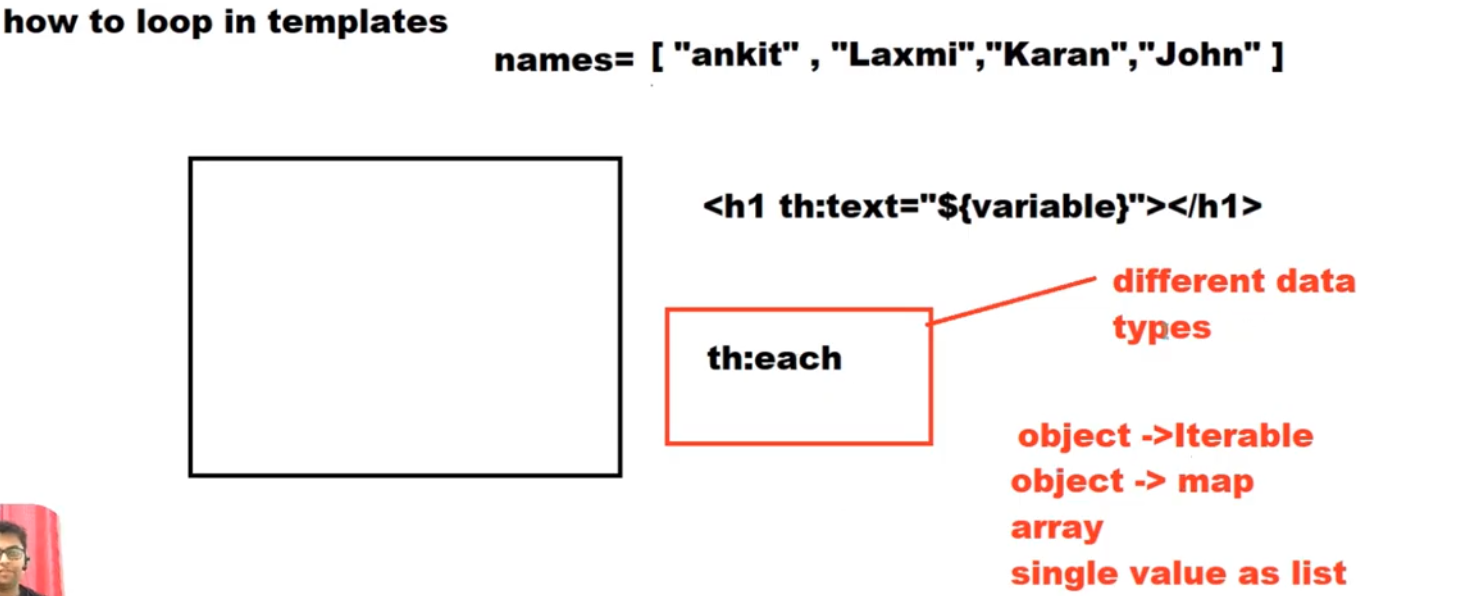 how to loop in templates
names= [ "ankit" , "Laxmi","Karan","John" ]
<h1 th:text="${variable}"></h1>
different data
types
th:each
object ->Iterable
object -> map
array
single value as list